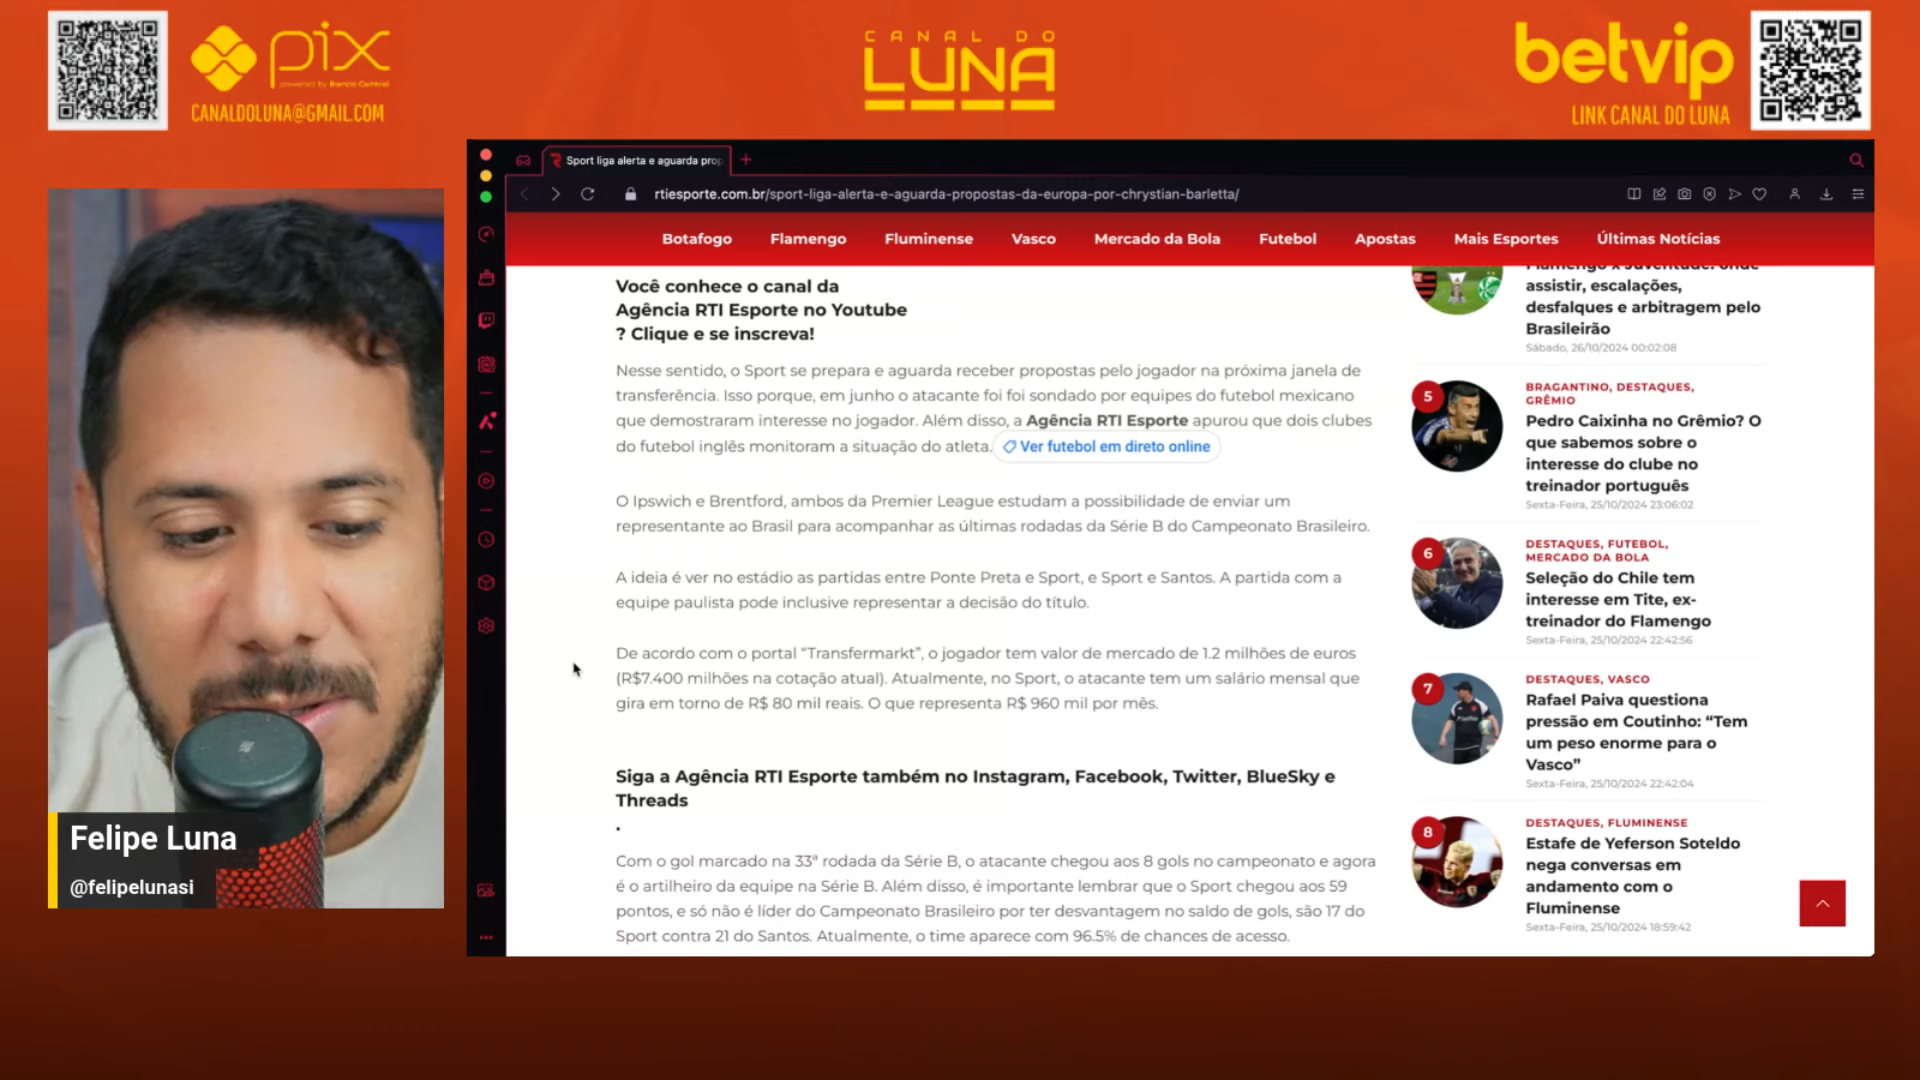 pix
powered by Banco Central
CANALDOLUNA@GMAIL.COM
CANAL DO
LUNA
betvip
LINK CANAL DO LUNA
Sport liga alerta e aguarda prop
rtiesporte.com.br/sport-liga-alerta-e-aguarda-propostas-da-europa-por-chrystian-barletta/
Botafogo Flamengo Fluminense Vasco Mercado da Bola Futebol Apostas Mais Esportes Últimas Notícias
Você conhece o canal da
Agência RTI Esporte no Youtube
? Clique e se inscreva!
Nesse sentido, o Sport se prepara e aguarda receber propostas pelo jogador na próxima janela de
transferência. Isso porque, em junho o atacante foi foi sondado por equipes do futebol mexicano
que demostraram interesse no jogador. Além disso, a Agência RTI Esporte apurou que dois clubes
do futebol inglês monitoram a situação do atleta. Ver futebol em direto online
O Ipswich e Brentford, ambos da Premier League estudam a possibilidade de enviar um
representante ao Brasil para acompanhar as últimas rodadas da Série B do Campeonato Brasileiro.
A ideia é ver no estádio as partidas entre Ponte Preta e Sport, e Sport e Santos. A partida com a
equipe paulista pode inclusive representar a decisão do título.
De acordo com o portal “Transfermarkt”, o jogador tem valor de mercado de 1.2 milhões de euros
(R$7.400 milhões na cotação atual). Atualmente, no Sport, o atacante tem um salário mensal que
gira em torno de R$ 80 mil reais. O que representa R$ 960 mil por mês.
Siga a Agência RTI Esporte também no Instagram, Facebook, Twitter, BlueSky e
Threads
.
Com o gol marcado na 33ª rodada da Série B, o atacante chegou aos 8 gols no campeonato e agora
é o artilheiro da equipe na Série B. Além disso, é importante lembrar que o Sport chegou aos 59
pontos, e só não é líder do Campeonato Brasileiro por ter desvantagem no saldo de gols, são 17 do
Sport contra 21 do Santos. Atualmente, o time aparece com 96.5% de chances de acesso.
Flamengo x Juventude: onde
assistir, escalações,
desfalques e arbitragem pelo
Brasileirão
Sábado, 26/10/2024 00:02:08
5
BRAGANTINO, DESTAQUES,
GRÊMIO
Pedro Caixinha no Grêmio? O
que sabemos sobre o
interesse do clube no
treinador português
Sexta-Feira, 25/10/2024 23:06:02
6
DESTAQUES, FUTEBOL,
MERCADO DA BOLA
Seleção do Chile tem
interesse em Tite, ex-
treinador do Flamengo
Sexta-Feira, 25/10/2024 22:42:56
7
DESTAQUES, VASCO
Rafael Paiva questiona
pressão em Coutinho: “Tem
um peso enorme para o
Vasco”
Sexta-Feira, 25/10/2024 22:42:04
8
DESTAQUES, FLUMINENSE
Estafe de Yeferson Soteldo
nega conversas em
andamento com o
Fluminense
Sexta-Feira, 25/10/2024 18:59:42
Felipe Luna
@felipelunasi